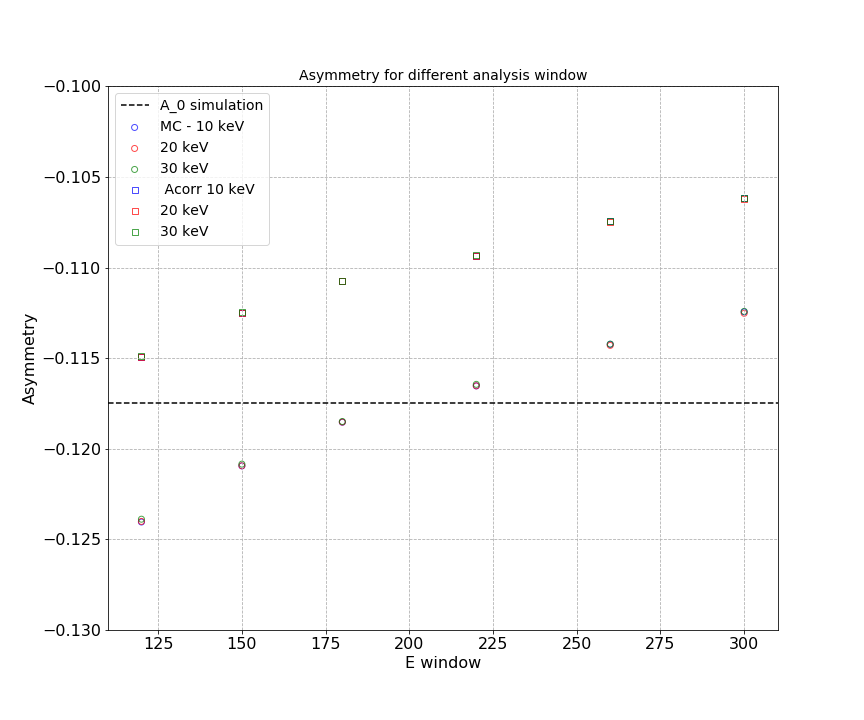 Asymmetry for different analysis window
−0.100
−0.105
−0.110
−0.115
−0.120
−0.125
−0.130
Asymmetry
A_0 simulation
MC - 10 keV
20 keV
30 keV
Acorr 10 keV
20 keV
30 keV
125 150 175 200 225 250 275 300
E window